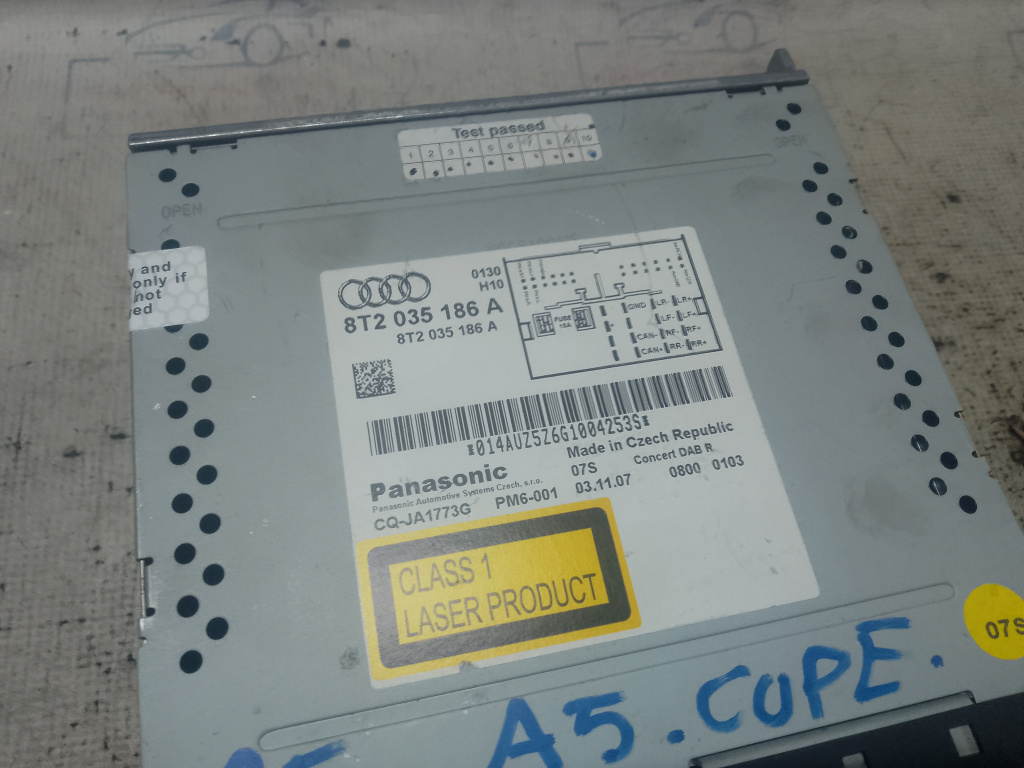 Test passed
1 2 3 4 5 6 7 8 9 10
OPEN
OPEN
y and
only if
not
ed
0130
H10
8T2 035 186 A
8T2 035 186 A
FUSE
15A
GND LR- LR+
+ LF- LF+
CAN- RF- RF+
CAN+ RR- RR+
*014AUZ5Z6G1004253S*
Panasonic
Made in Czech Republic
Panasonic Automotive Systems Czech, s.r.o.
07S Concert DAB R
CQ-JA1773G PM6-001 03.11.07 0800 0103
CLASS 1
LASER PRODUCT
07S
A5. COPE.